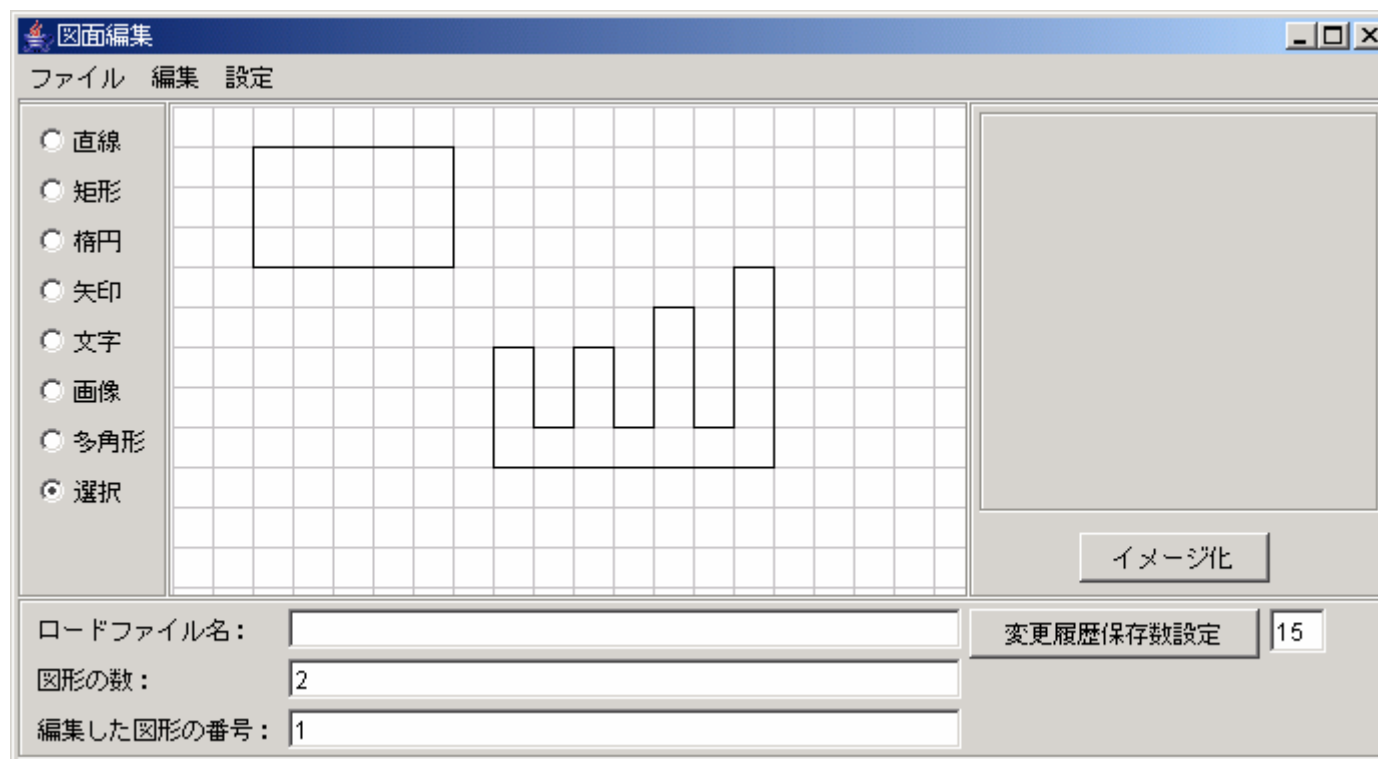 図面編集
ファイル 編集 設定
直線
矩形
楕円
矢印
文字
画像
多角形
選択
イメージ化
ロードファイル名：
変更履歴保存数設定 15
図形の数： 2
編集した図形の番号： 1